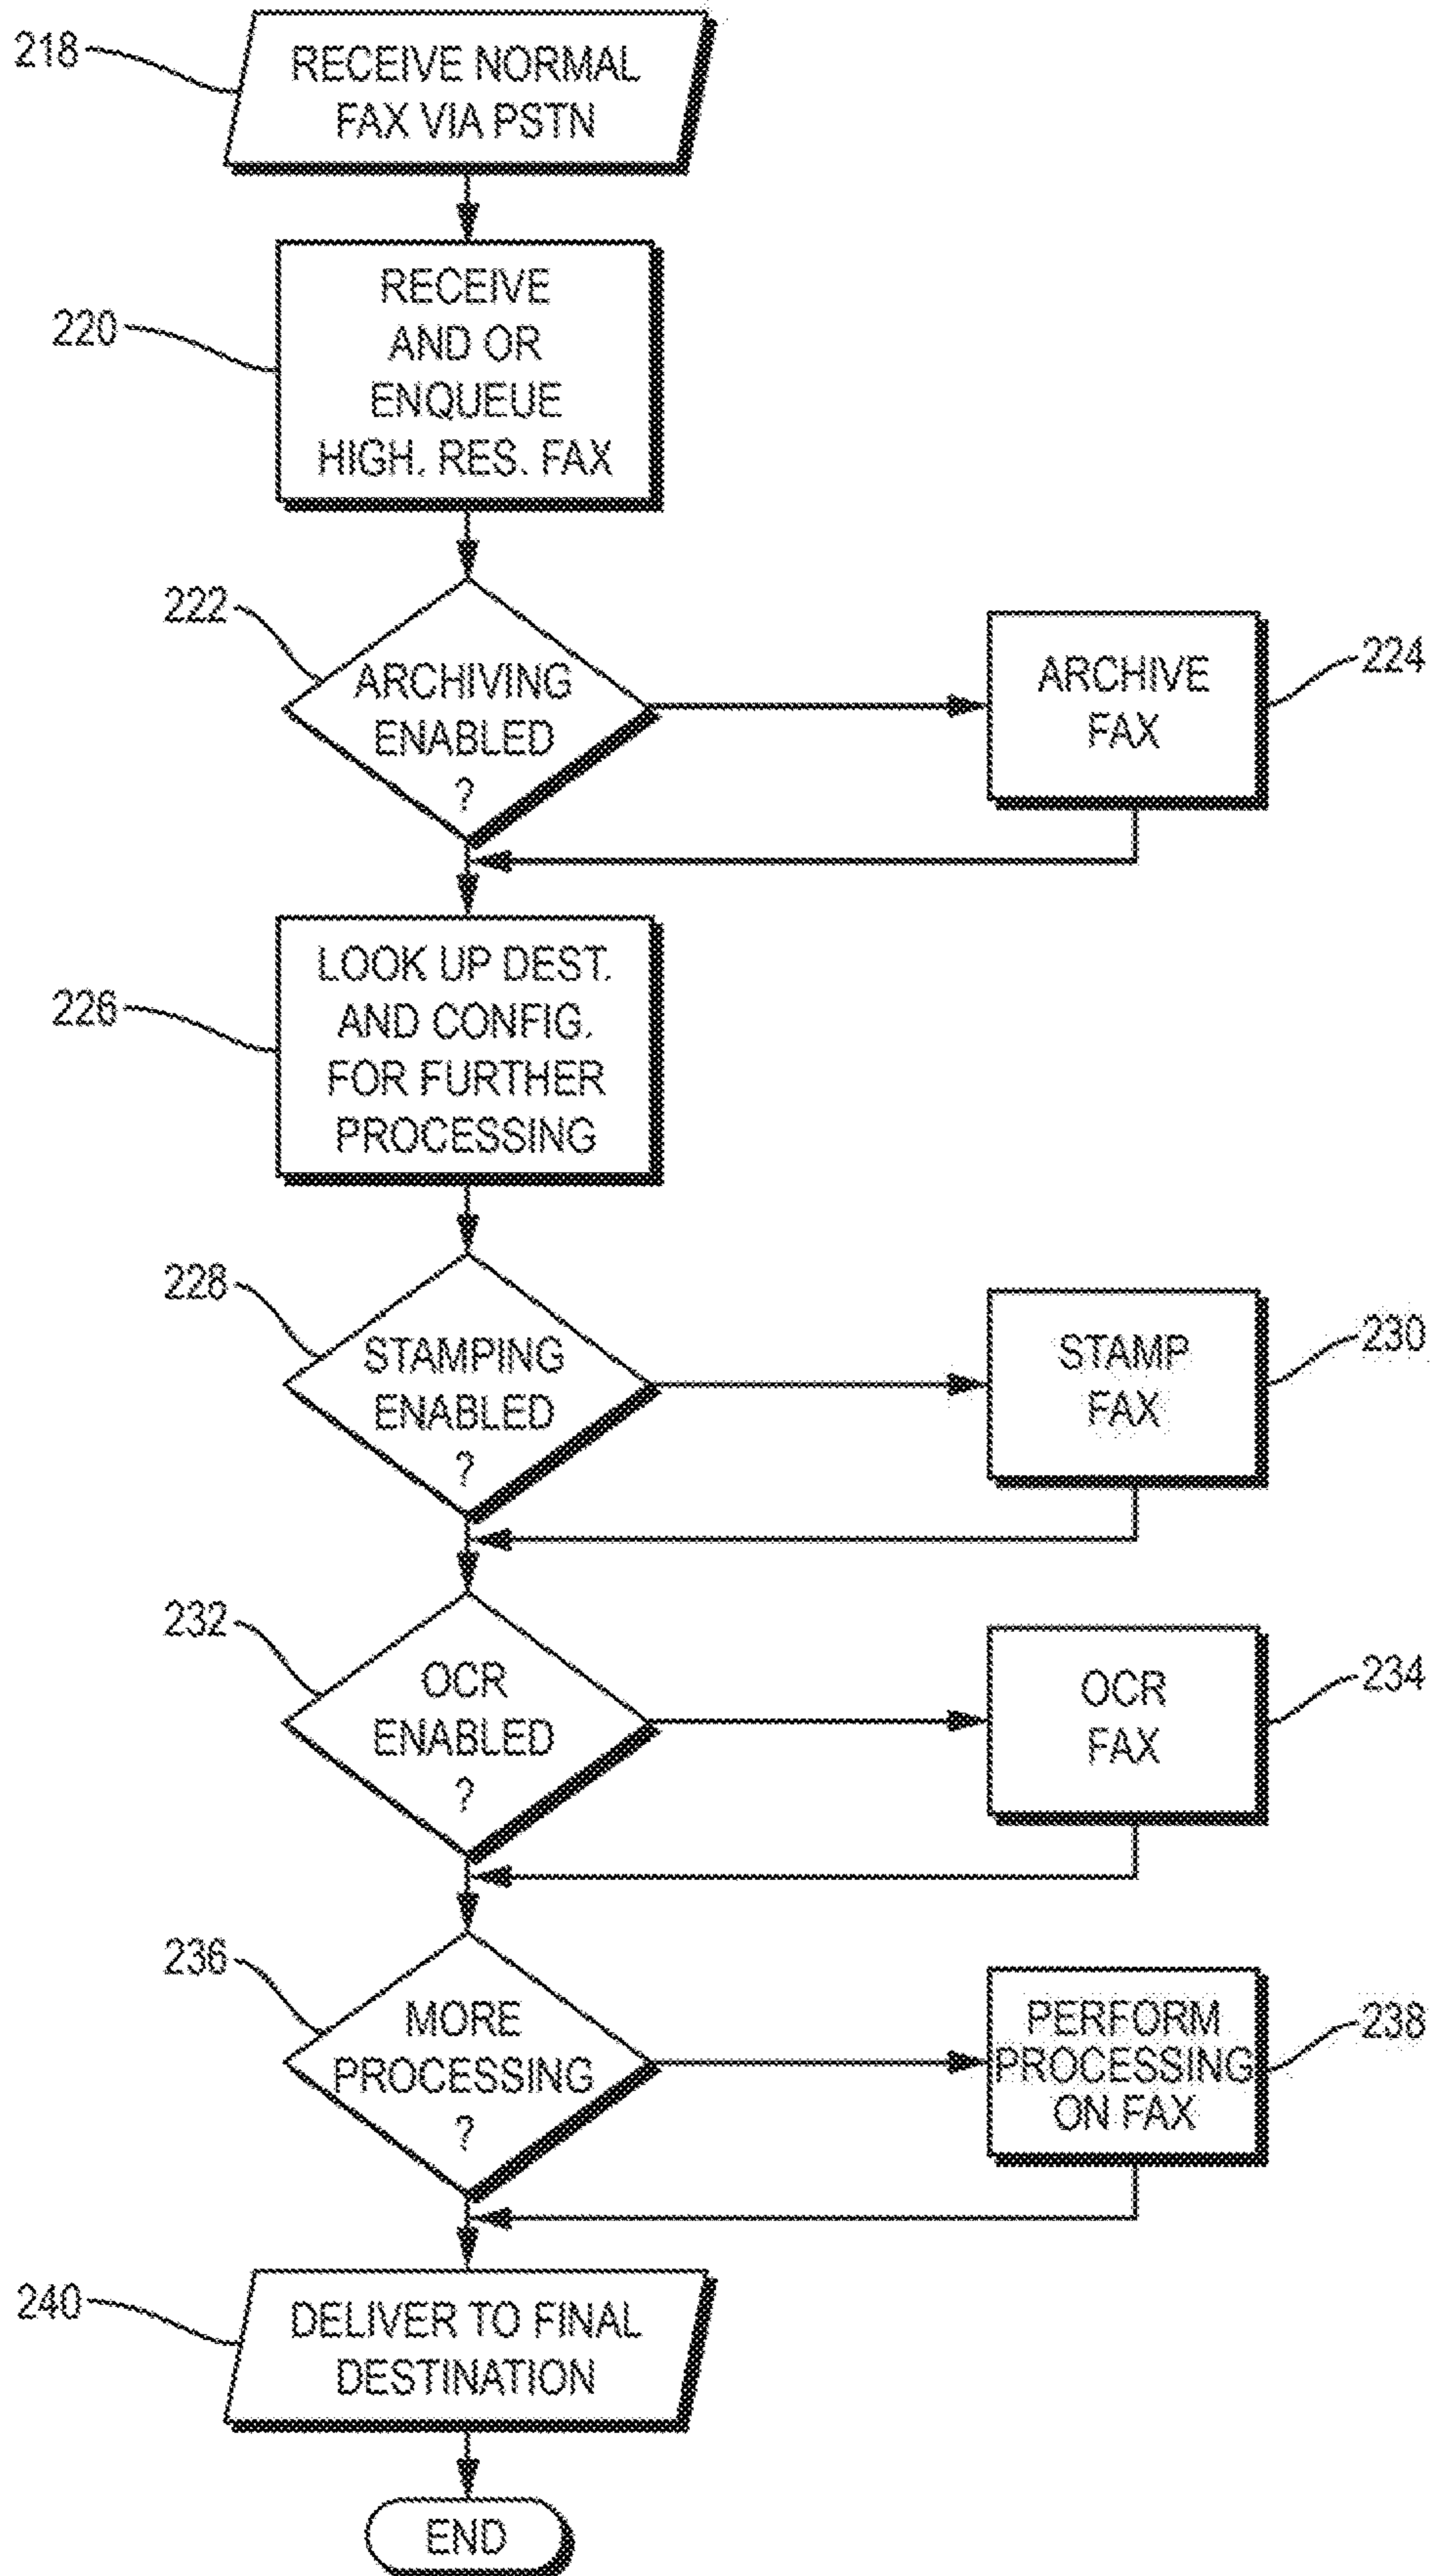 218
RECEIVE NORMAL
FAX VIA PSTN
220
RECEIVE
AND OR
ENQUEUE
HIGH. RES. FAX
222
ARCHIVING
ENABLED
?
ARCHIVE
FAX
224
226
LOOK UP DEST.
AND CONFIG.
FOR FURTHER
PROCESSING
228
STAMPING
ENABLED
?
STAMP
FAX
230
232
OCR
ENABLED
?
OCR
FAX
234
236
MORE
PROCESSING
?
PERFORM
PROCESSING
ON FAX
238
240
DELIVER TO FINAL
DESTINATION
END